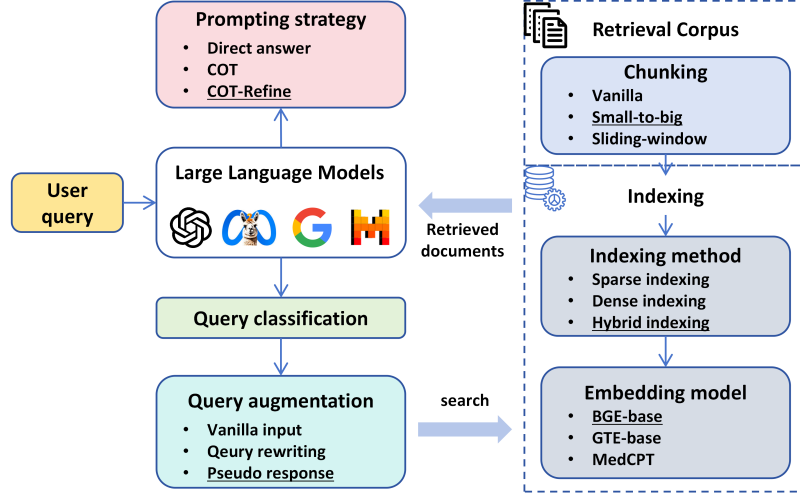 Prompting strategy
• Direct answer
• COT
• COT-Refine
User
query
Large Language Models
Query classification
Query augmentation
• Vanilla input
• Qeury rewriting
• Pseudo response
Retrieved
documents
search
Retrieval Corpus
Chunking
• Vanilla
• Small-to-big
• Sliding-window
Indexing
Indexing method
• Sparse indexing
• Dense indexing
• Hybrid indexing
Embedding model
• BGE-base
• GTE-base
• MedCPT